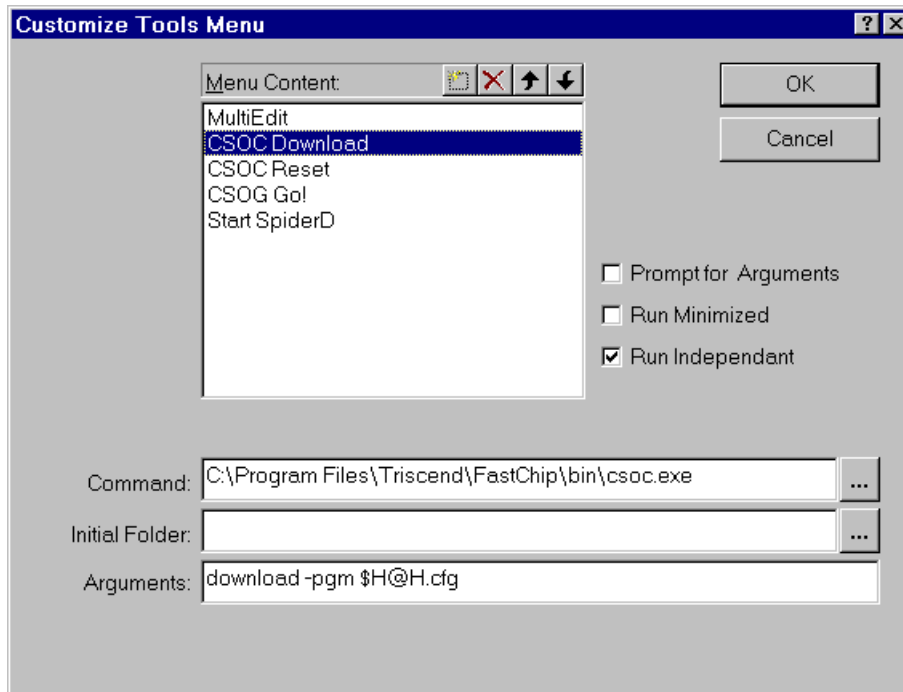 Customize Tools Menu
Menu Content:
OK
MultiEdit
CSOC Download
Cancel
CSOC Reset
CSOG Go!
Start SpiderD
Prompt for Arguments
Run Minimized
Run Independant
Command: C:\Program Files\Triscend\FastChip\bin\csoc.exe ...
Initial Folder: ...
Arguments: download -pgm $H@H.cfg